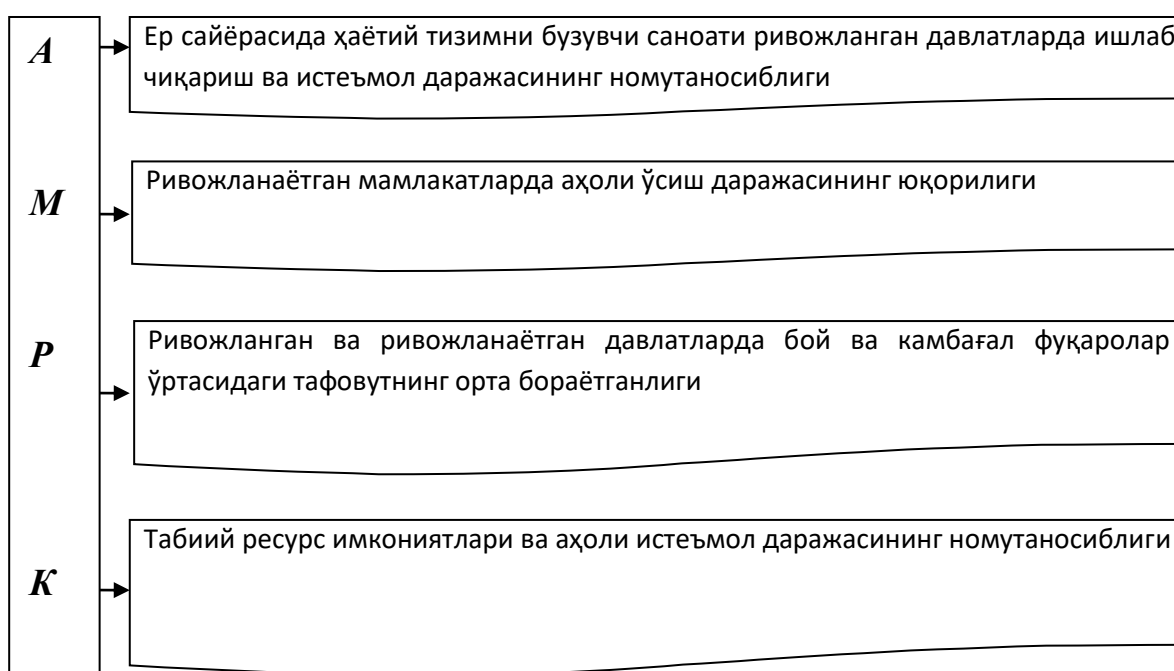 А
Ер сайёрасида ҳаётий тизимни бузувчи саноати ривожланган давлатларда ишлаб
чиқариш ва истеъмол даражасининг номутаносиблиги
М
Ривожланаётган мамлакатларда аҳоли ўсиш даражасининг юқорилиги
Р
Ривожланган ва ривожланаётган давлатларда бой ва камбағал фуқаролар
ўртасидаги тафовутнинг орта бораётганлиги
К
Табиий ресурс имкониятлари ва аҳоли истеъмол даражасининг номутаносиблиги